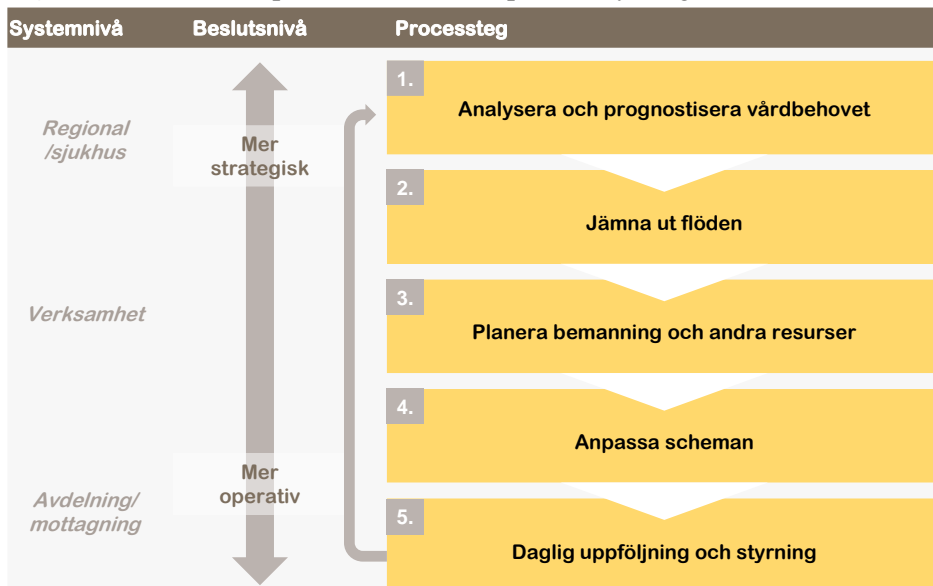 Systemnivå Beslutsnivå Processteg
1.
Analysera och prognostisera vårdbehovet
Regional
/sjukhus
Mer
strategisk
2.
Jämna ut flöden
3.
Verksamhet
Planera bemanning och andra resurser
4.
Anpassa scheman
Mer
operativ
Avdelning/
mottagning
5.
Daglig uppföljning och styrning